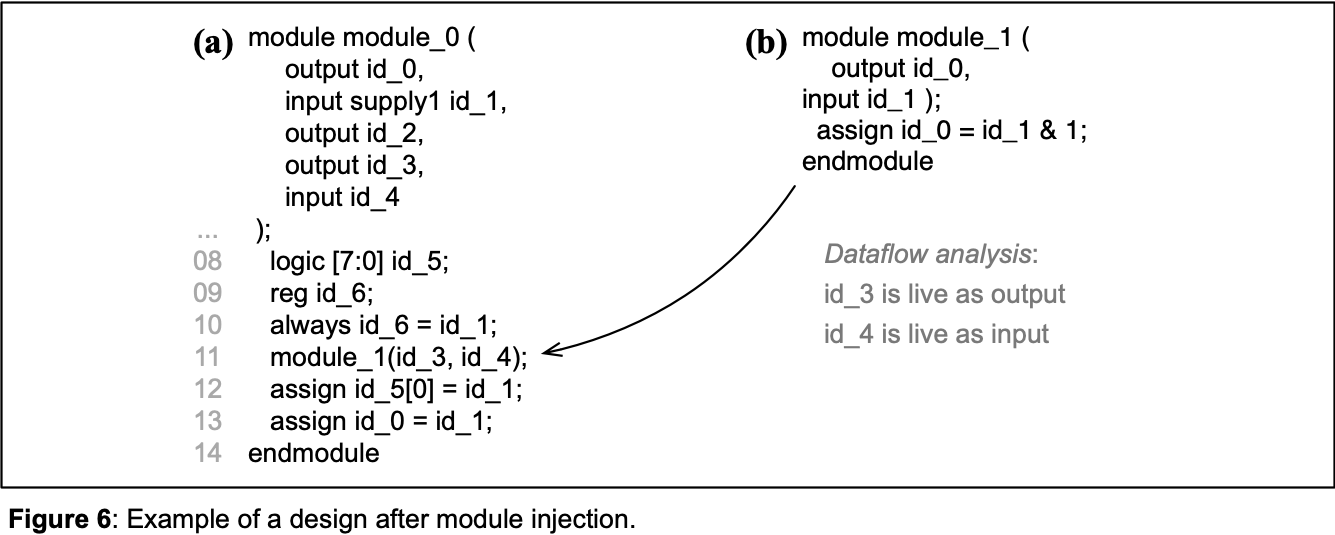 (a) module module_0 (
output id_0,
input supply1 id_1,
output id_2,
output id_3,
input id_4
... );
08 logic [7:0] id_5;
09 reg id_6;
10 always id_6 = id_1;
11 module_1(id_3, id_4);
12 assign id_5[0] = id_1;
13 assign id_0 = id_1;
14 endmodule
(b) module module_1 (
output id_0,
input id_1 );
assign id_0 = id_1 & 1;
endmodule
Dataflow analysis:
id_3 is live as output
id_4 is live as input
Figure 6: Example of a design after module injection.